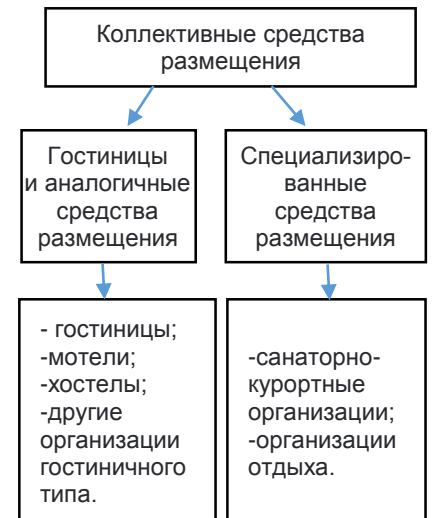 Коллективные средства
размещения
Гостиницы
и аналогичные
средства
размещения
Специализиро-
ванные
средства
размещения
- гостиницы;
-мотели;
-хостелы;
-другие
организации
гостиничного
типа.
-санаторно-
курортные
организации;
-организации
отдыха.